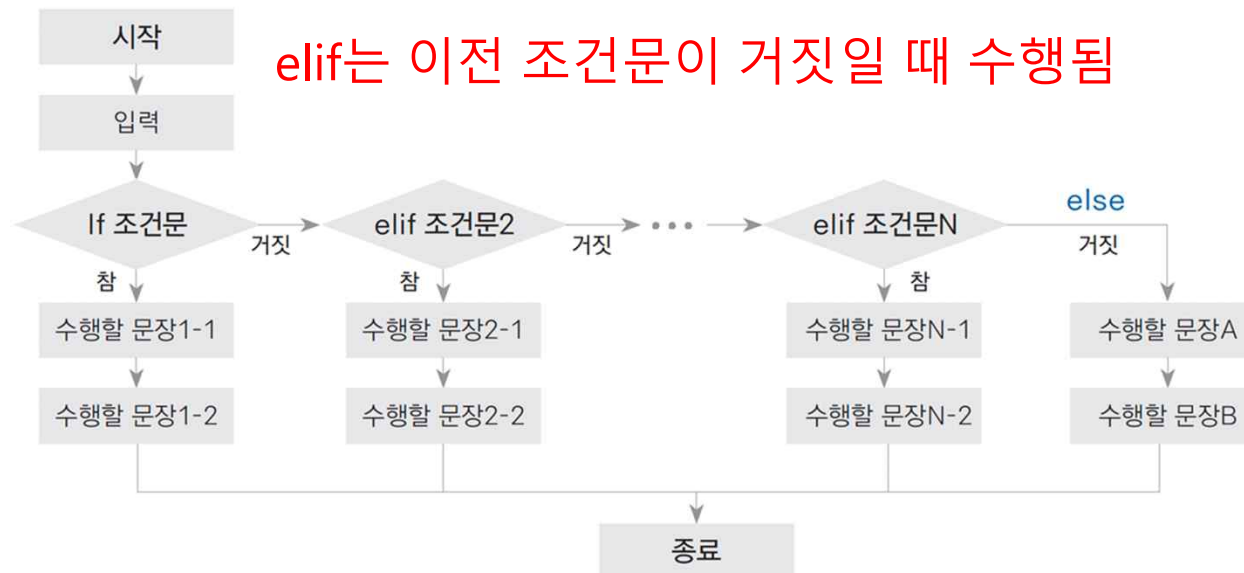 시작
elif는 이전 조건문이 거짓일 때 수행됨
입력
If 조건문
거짓
elif 조건문2
거짓
elif 조건문N
else
거짓
참
참
참
수행할 문장1-1
수행할 문장2-1
수행할 문장N-1
수행할 문장A
수행할 문장1-2
수행할 문장2-2
수행할 문장N-2
수행할 문장B
종료